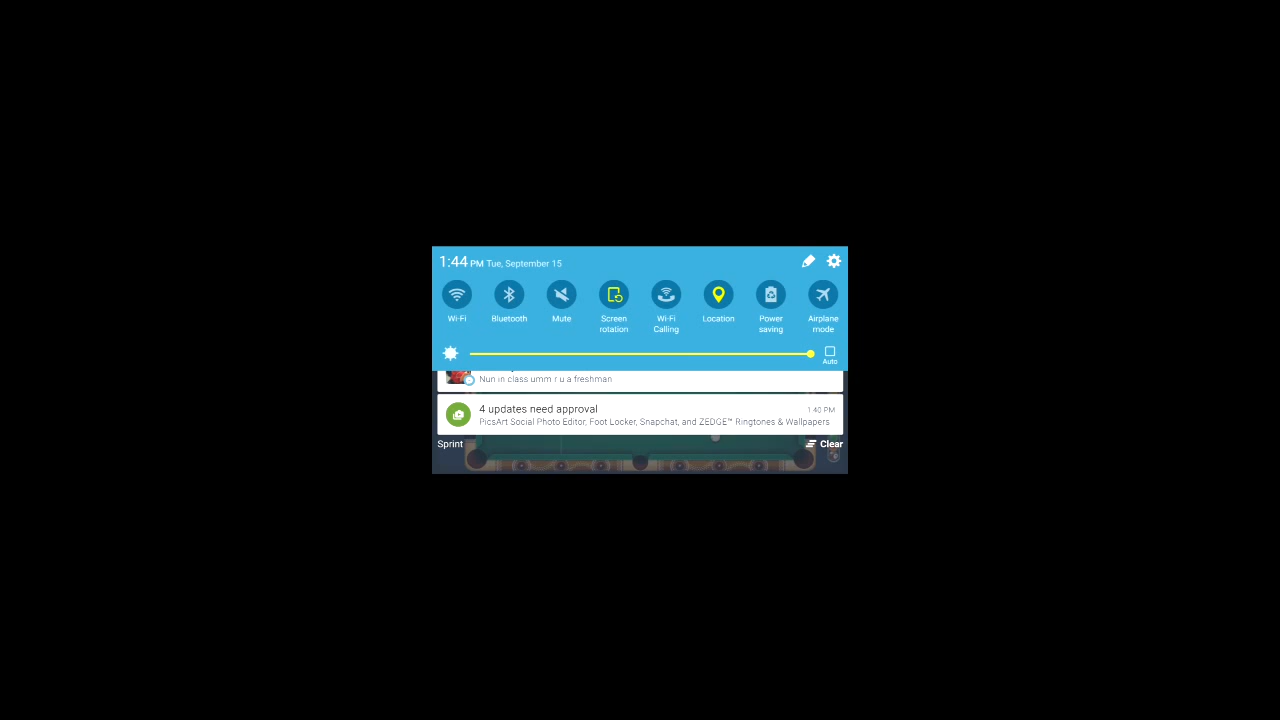 1:44 PM Tue, September 15
Wi-Fi
Bluetooth
Mute
Screen rotation
Wi-Fi Calling
Location
Power saving
Airplane mode
Auto
Nun in class umm r u a freshman
4 updates need approval
1:40 PM
PicsArt Social Photo Editor, Foot Locker, Snapchat, and ZEDGE™ Ringtones & Wallpapers
Sprint
Clear